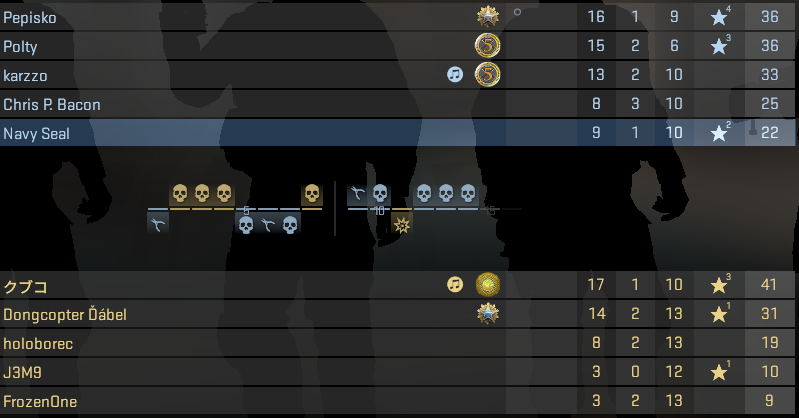 Pepisko 16 1 9 4 36
Polty 5 15 2 6 3 36
karzzo 5 13 2 10 33
Chris P. Bacon 8 3 10 25
Navy Seal 9 1 10 2 22
5 10 15
クブコ 17 1 10 3 41
Dongcopter Ďábel 14 2 13 1 31
holoborec 8 2 13 19
J3M9 3 0 12 1 10
FrozenOne 3 2 13 9